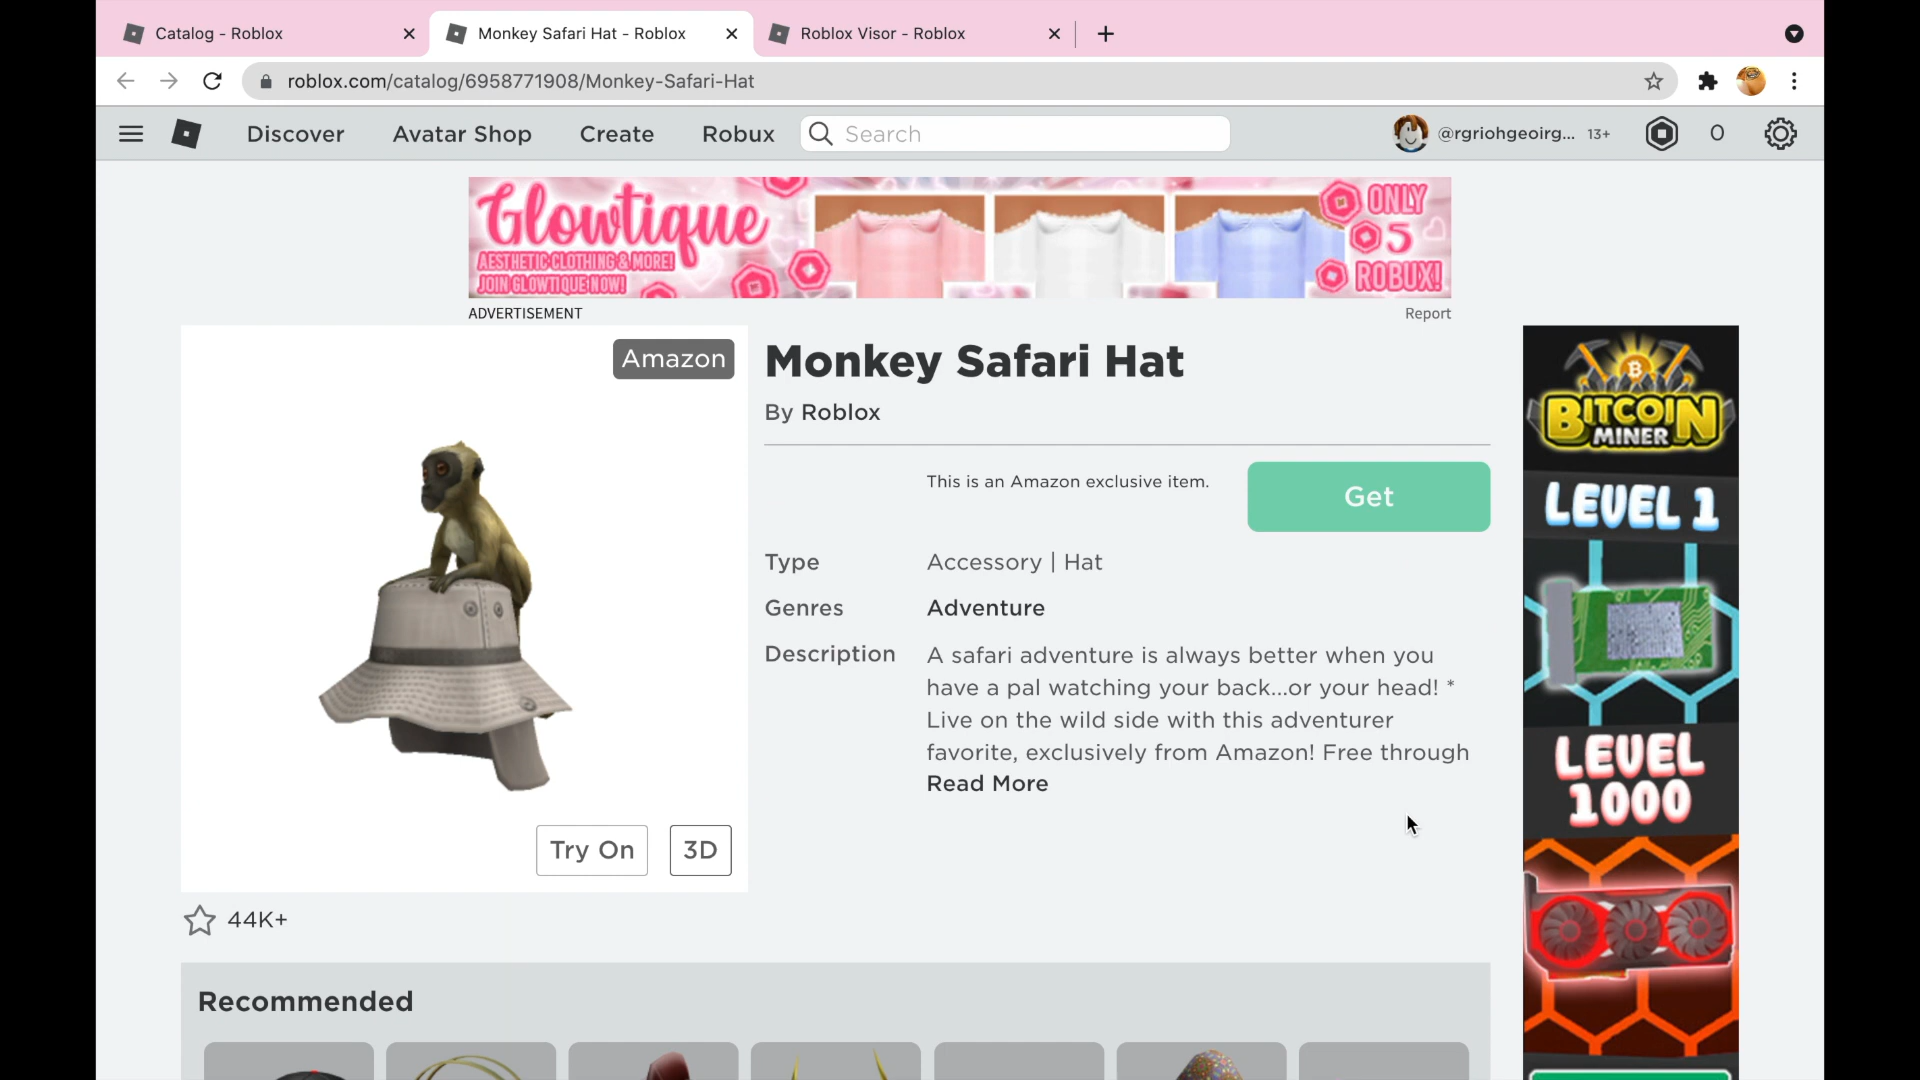 Catalog - Roblox
Monkey Safari Hat - Roblox
Roblox Visor - Roblox
roblox.com/catalog/6958771908/Monkey-Safari-Hat
Discover
Avatar Shop
Create
Robux
Search
@rgriohgeoirg... 13+
0
Glowtique
AESTHETIC CLOTHING & MORE!
JOIN GLOWTIQUE NOW!
ONLY
5
ROBUX!
ADVERTISEMENT
Report
Amazon
Monkey Safari Hat
By Roblox
This is an Amazon exclusive item.
Get
Type
Accessory | Hat
Genres
Adventure
Description
A safari adventure is always better when you
have a pal watching your back...or your head! *
Live on the wild side with this adventurer
favorite, exclusively from Amazon! Free through
Read More
Try On
3D
44K+
Recommended
BITCOIN
MINER
LEVEL 1
LEVEL
1000